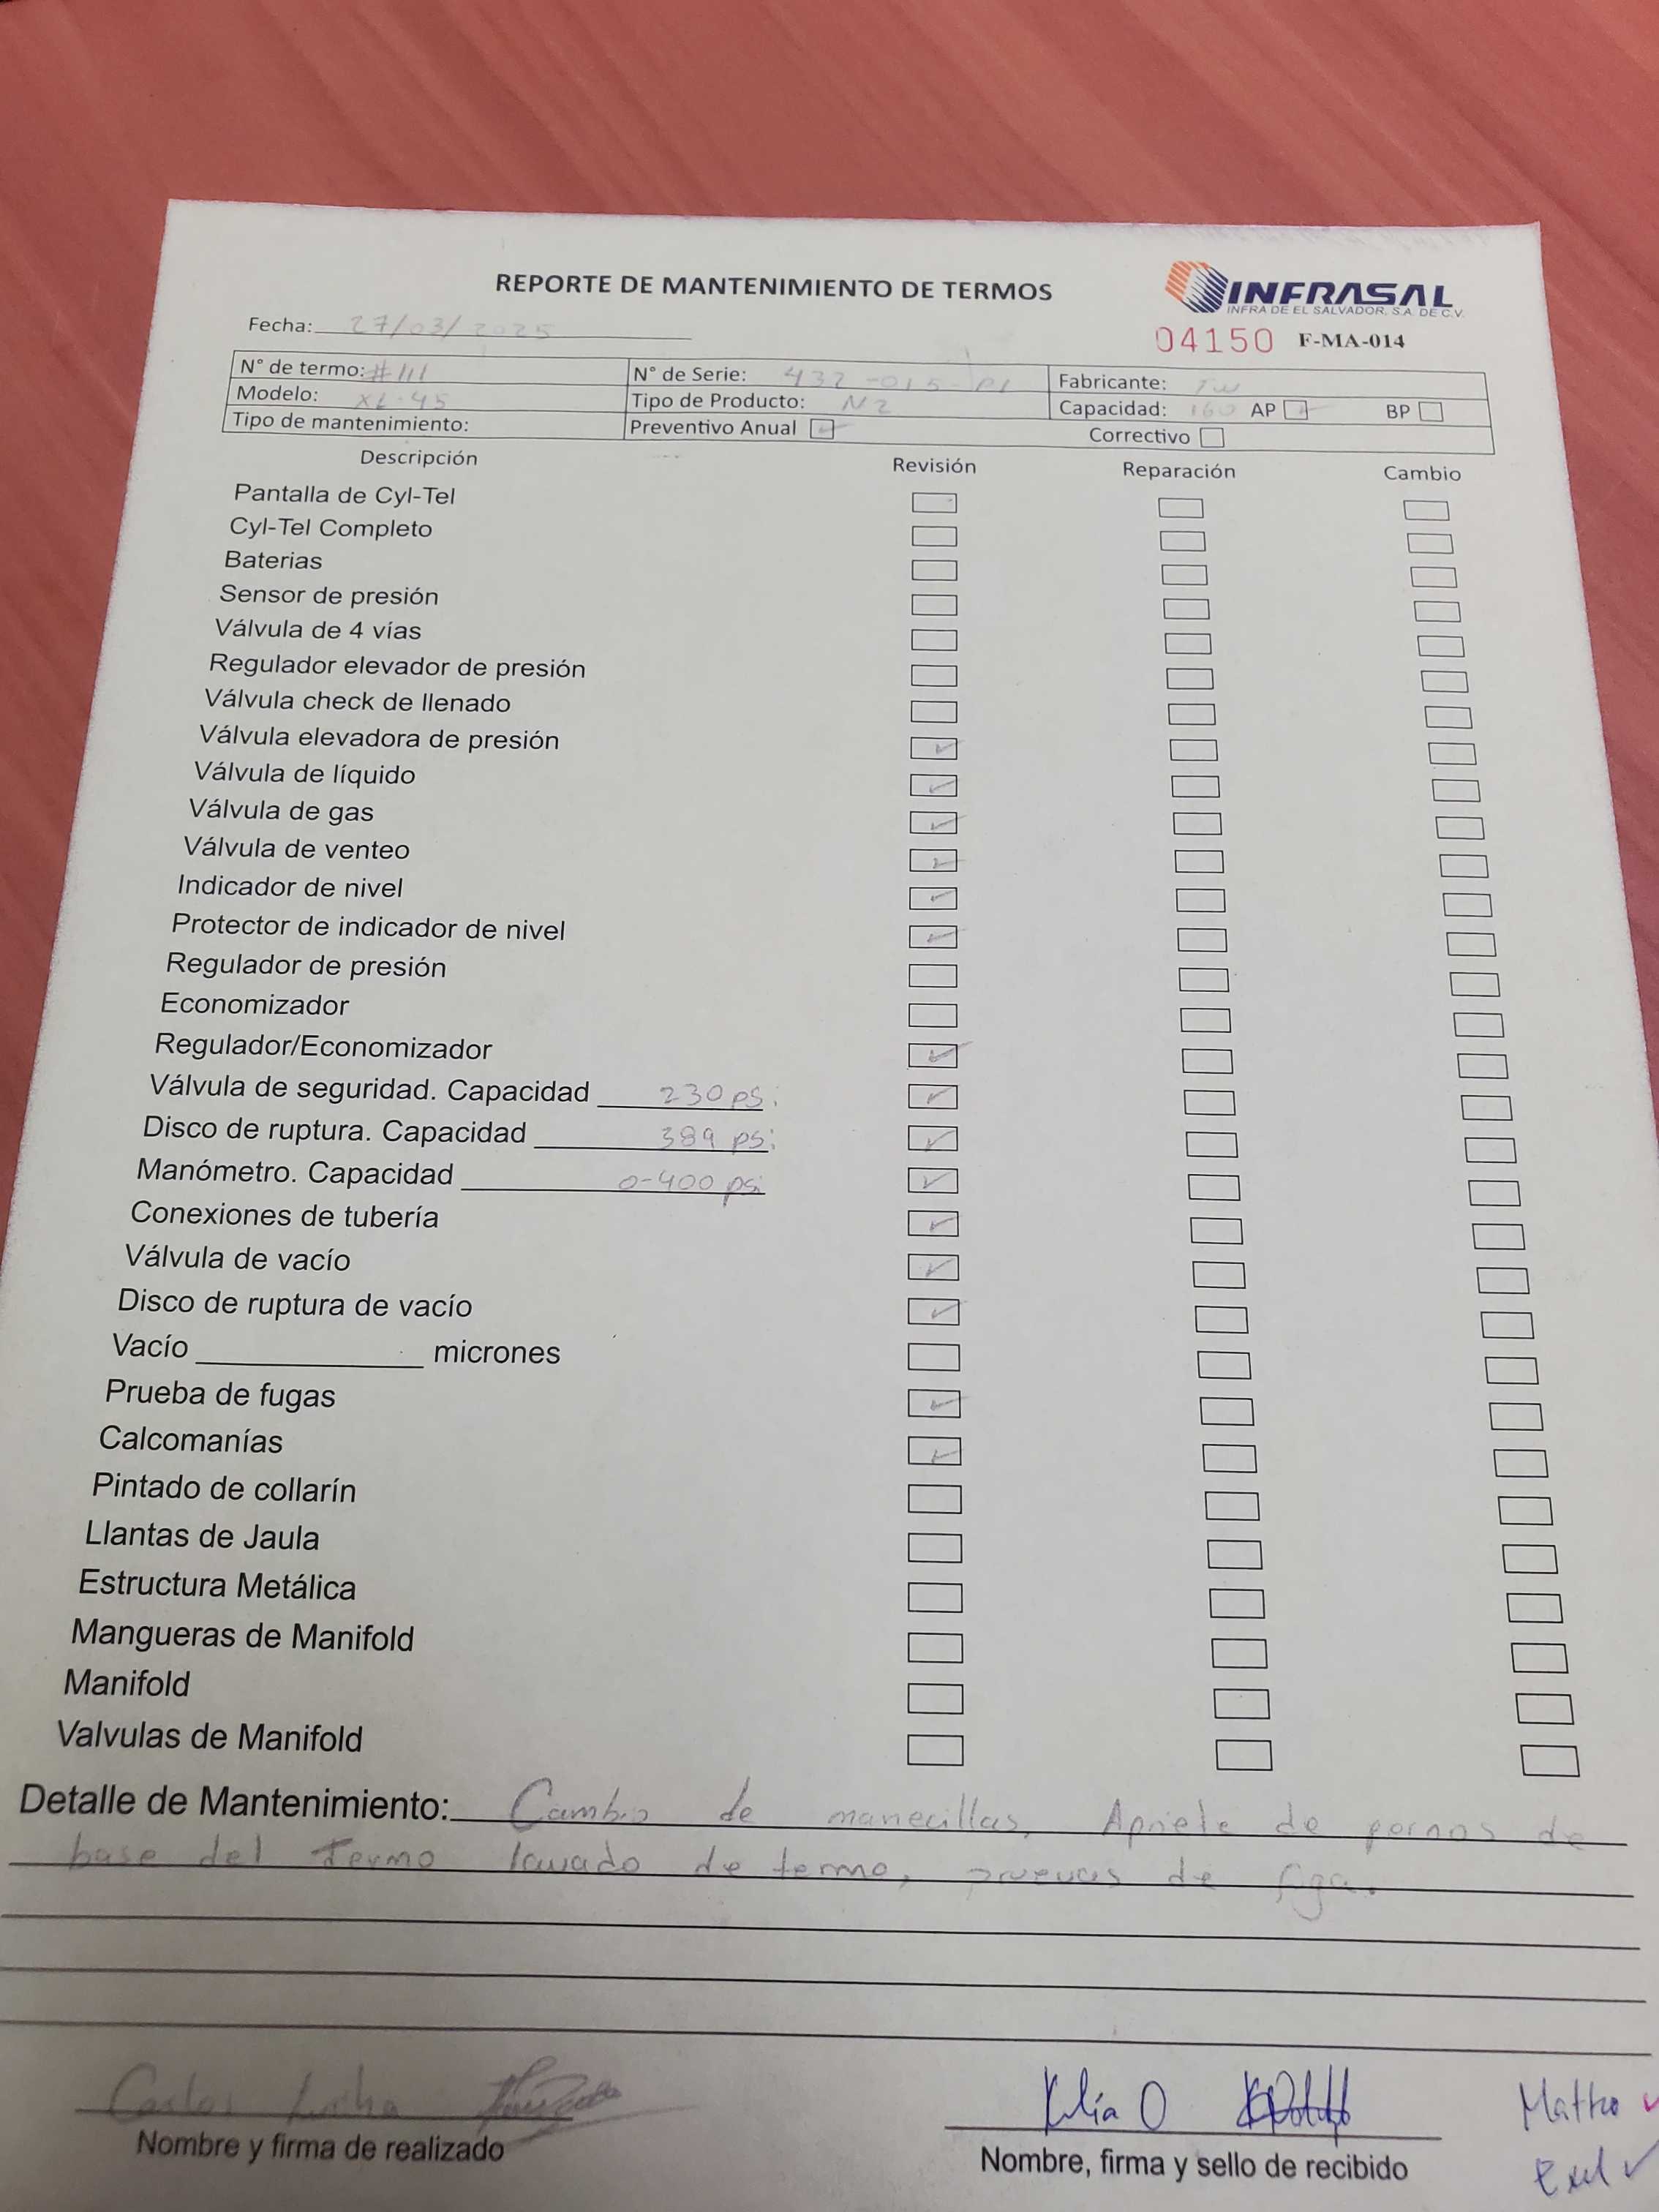 REPORTE DE MANTENIMIENTO DE TERMOS
INFRASAL
INFRA DE EL SALVADOR, S.A. DE C.V.
Fecha: 27/03/2025
04150 F-MA-014
N° de termo: #111 N° de Serie: 432-015-P1 Fabricante: TW
Modelo: XL-45 Tipo de Producto: N2 Capacidad: 160 AP ✓ BP
Tipo de mantenimiento: Preventivo Anual ✓ Correctivo
Descripción Revisión Reparación Cambio
Pantalla de Cyl-Tel
Cyl-Tel Completo
Baterias
Sensor de presión
Válvula de 4 vías
Regulador elevador de presión
Válvula check de llenado
Válvula elevadora de presión ✓
Válvula de líquido ✓
Válvula de gas ✓
Válvula de venteo ✓
Indicador de nivel ✓
Protector de indicador de nivel ✓
Regulador de presión
Economizador
Regulador/Economizador ✓
Válvula de seguridad. Capacidad 230 psi ✓
Disco de ruptura. Capacidad 389 psi ✓
Manómetro. Capacidad 0-400 psi ✓
Conexiones de tubería ✓
Válvula de vacío ✓
Disco de ruptura de vacío ✓
Vacío micrones
Prueba de fugas ✓
Calcomanías ✓
Pintado de collarín
Llantas de Jaula
Estructura Metálica
Mangueras de Manifold
Manifold
Valvulas de Manifold
Detalle de Mantenimiento: Cambio de manecillas, Apriete de pernos de
base del Termo lavado de termo, pruevas de figa.
Carlos
Kilia O
Nombre y firma de realizado
Nombre, firma y sello de recibido